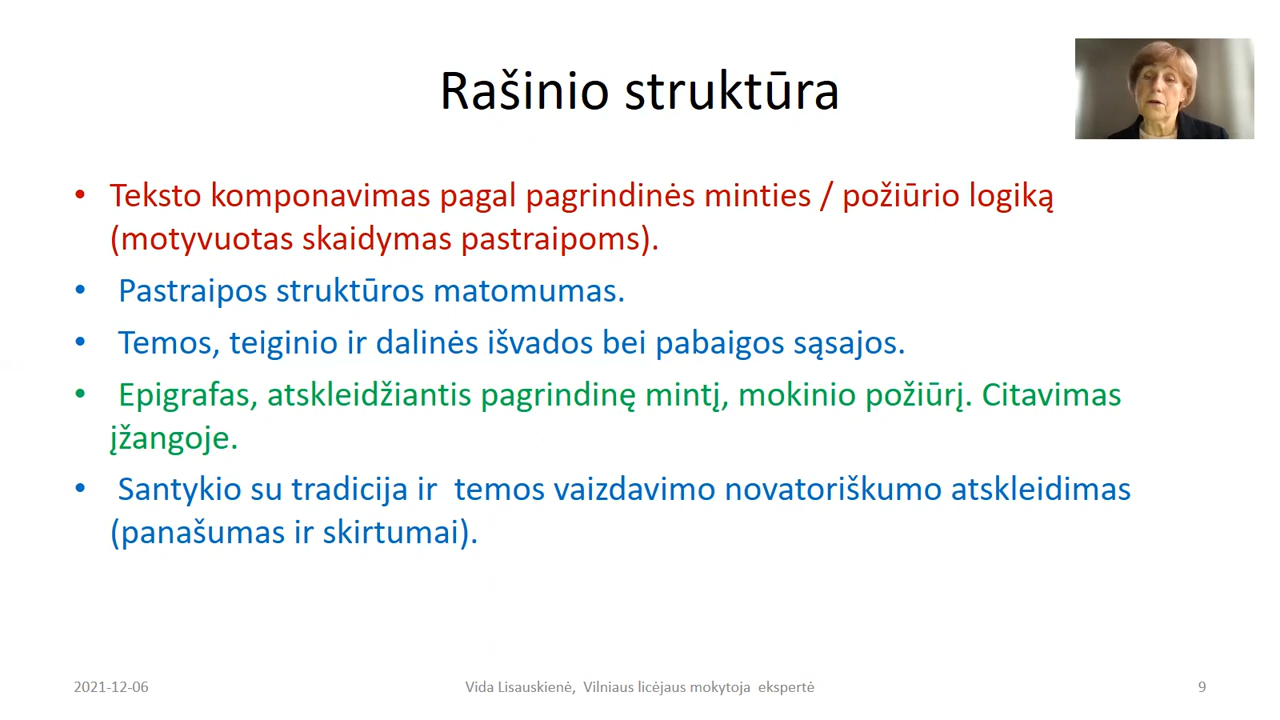 Rašinio struktūra
• Teksto komponavimas pagal pagrindinės minties / požiūrio logiką
(motyvuotas skaidymas pastraipoms).
• Pastraipos struktūros matomumas.
• Temos, teiginio ir dalinės išvados bei pabaigos sąsajos.
• Epigrafas, atskleidžiantis pagrindinę mintį, mokinio požiūrį. Citavimas
įžangoje.
• Santykio su tradicija ir temos vaizdavimo novatoriškumo atskleidimas
(panašumas ir skirtumai).
2021-12-06
Vida Lisauskienė, Vilniaus licėjaus mokytoja ekspertė
9